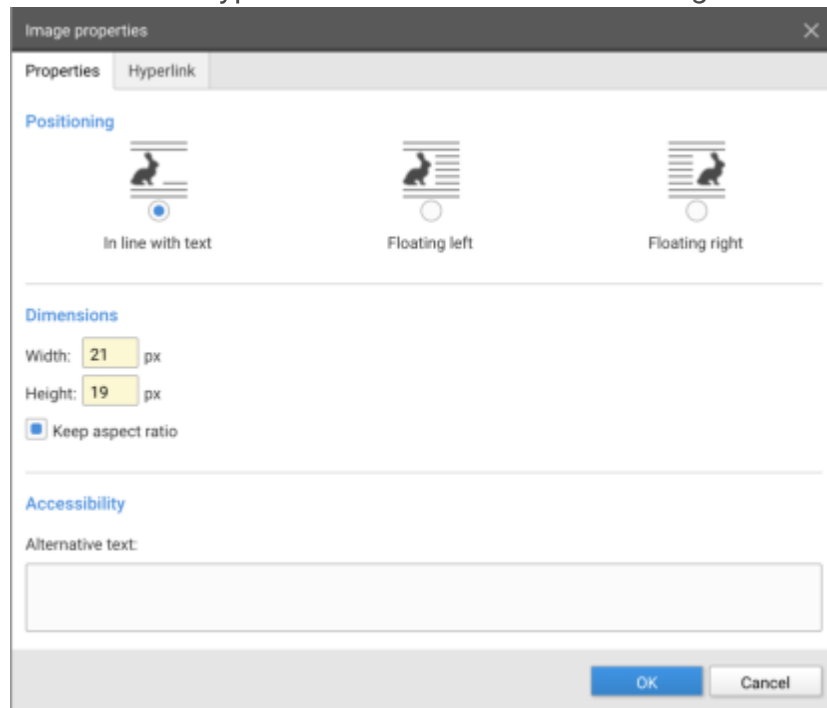 Image properties
Properties Hyperlink
Positioning
In line with text Floating left Floating right
Dimensions
Width: 21 px
Height: 19 px
Keep aspect ratio
Accessibility
Alternative text:
OK Cancel